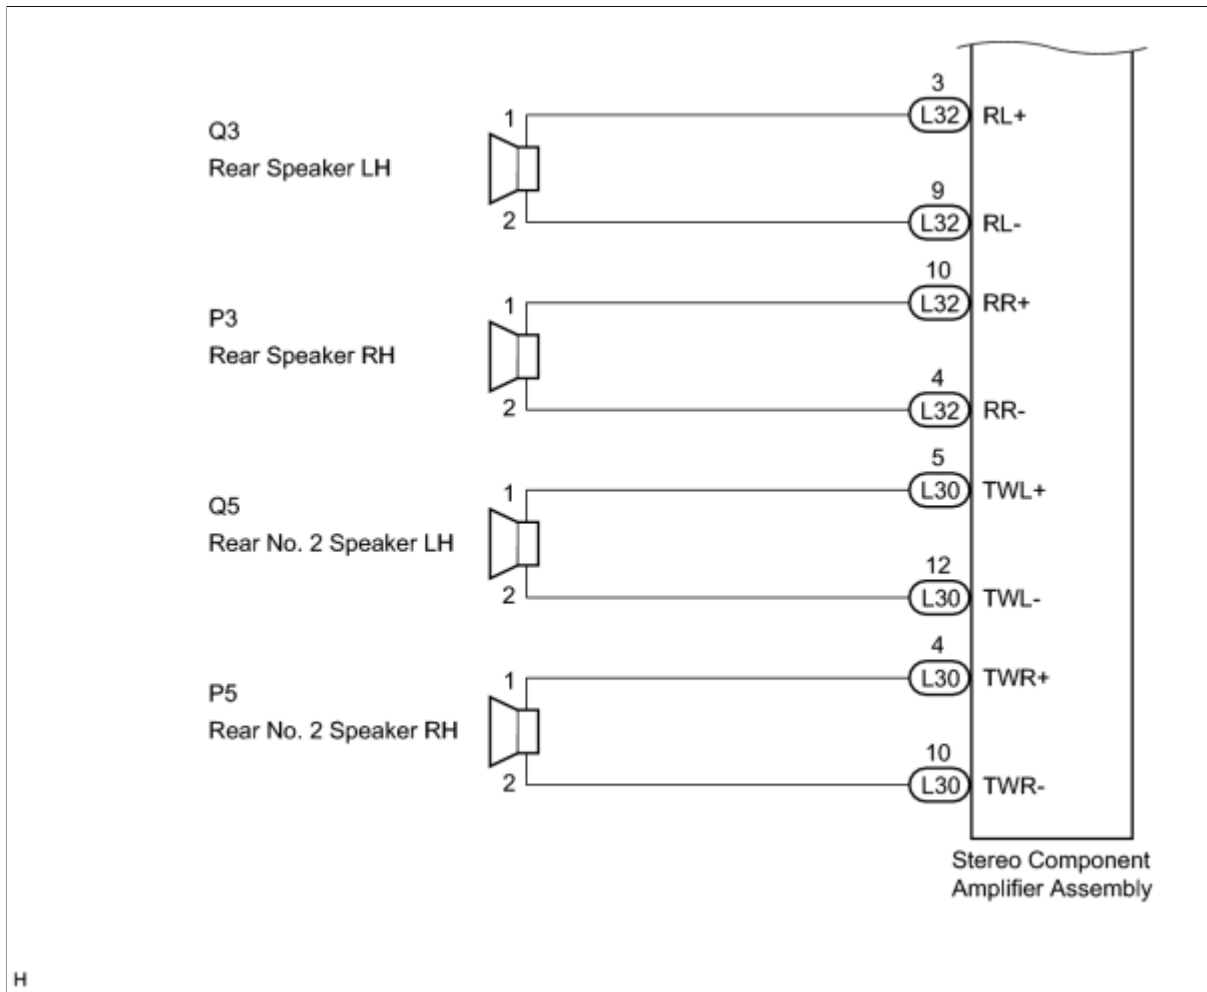 3
1 L32 RL+
Q3
Rear Speaker LH
9
2 L32 RL-
10
1 L32 RR+
P3
Rear Speaker RH
4
2 L32 RR-
5
1 L30 TWL+
Q5
Rear No. 2 Speaker LH
12
2 L30 TWL-
4
1 L30 TWR+
P5
Rear No. 2 Speaker RH
10
2 L30 TWR-
Stereo Component
Amplifier Assembly
H